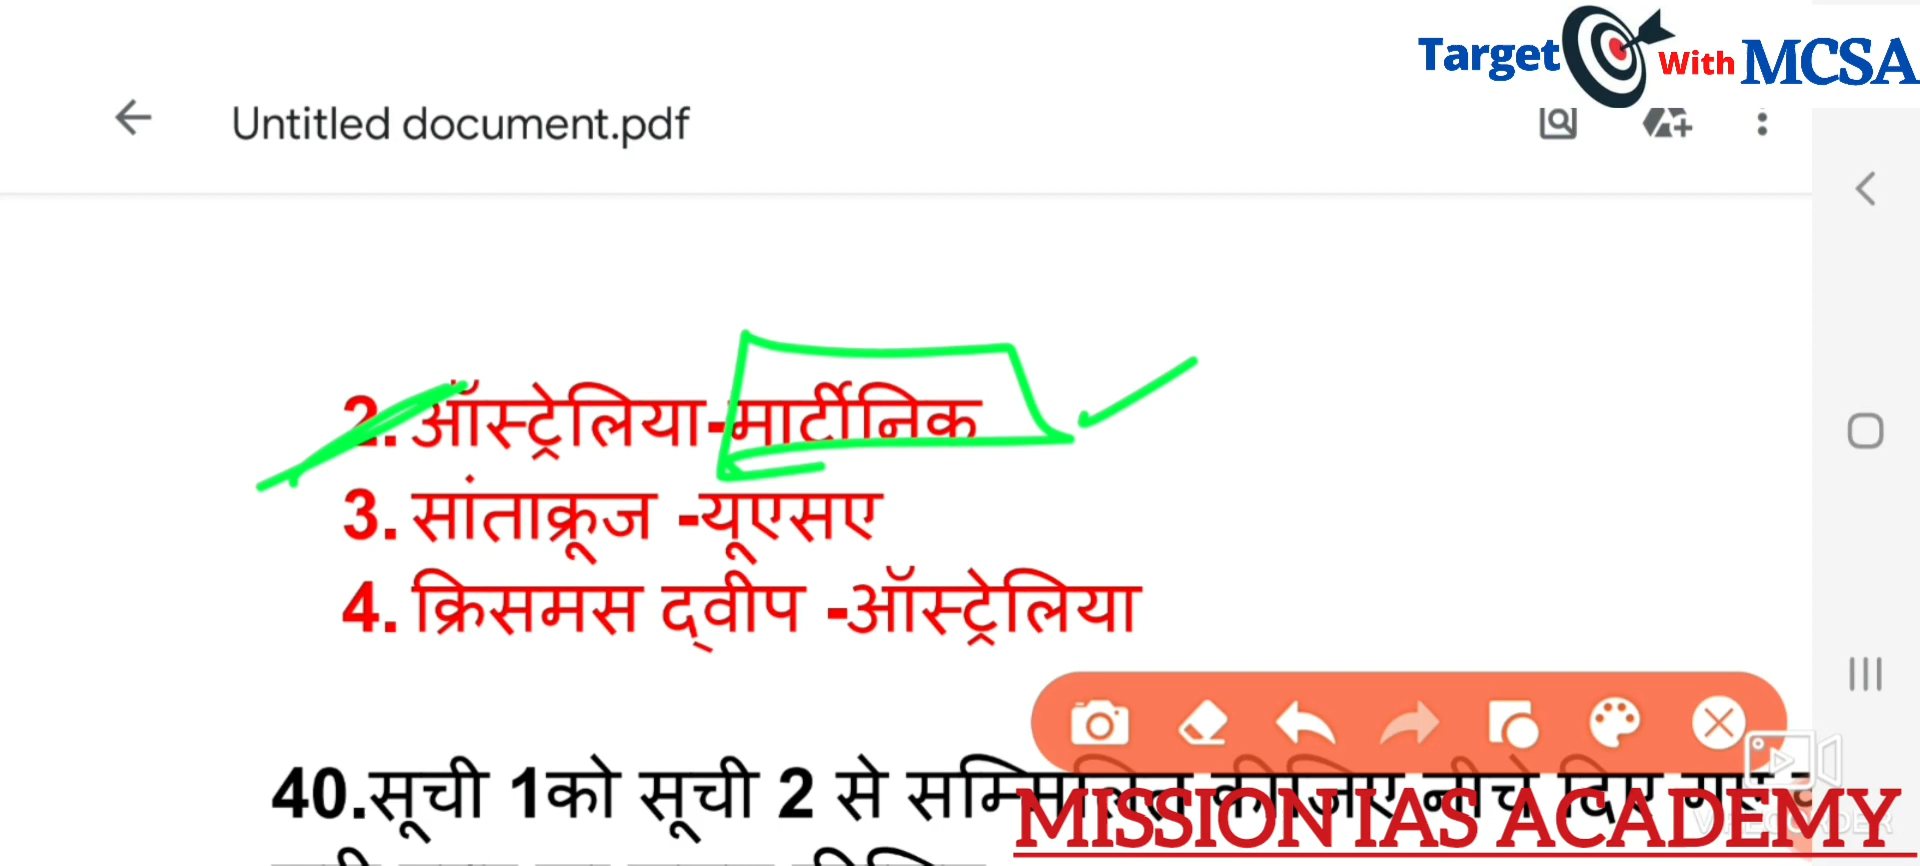 Target With MCSA
Untitled document.pdf
2. ऑस्ट्रेलिया-मार्टीनिक
3. सांताक्रूज -यूएसए
4. क्रिसमस द्वीप -ऑस्ट्रेलिया
40.सूची 1को सूची 2 से सम्मिलित कीजिए नीचे दिए गए
MISSION IAS ACADEMY